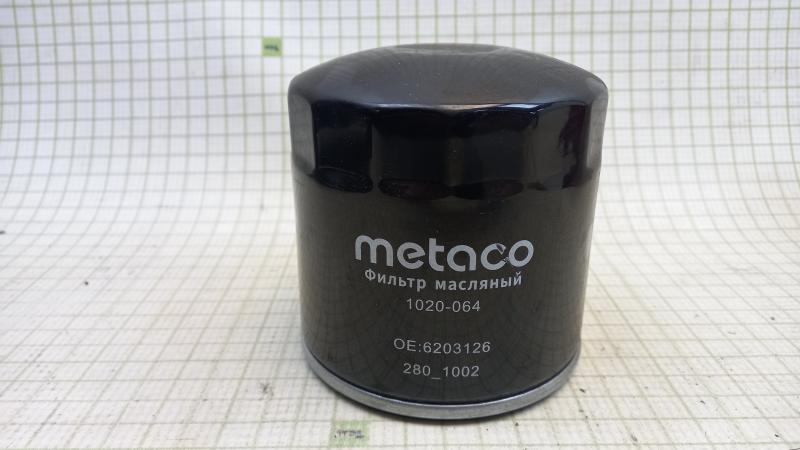 metaco
Фильтр масляный
1020-064
OE:6203126
280_1002